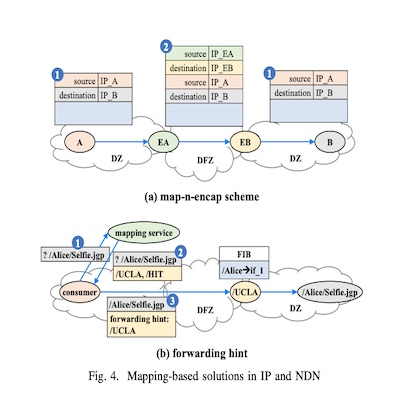 2
source IP_EA
destination IP_EB
1
source IP_A
destination IP_B
source IP_A
destination IP_B
1
source IP_A
destination IP_B
A
EA
EB
B
DZ
DFZ
DZ
(a) map-n-encap scheme
mapping service
1
? /Alice/Selfie.jgp
? /Alice/Selfie.jgp
2
/UCLA, /HIT
FIB
/Alice→if_1
consumer
/Alice/Selfie.jgp
3
forwarding hint:
/UCLA
/UCLA
/Alice/Selfie.jgp
DFZ
DZ
(b) forwarding hint
Fig. 4. Mapping-based solutions in IP and NDN